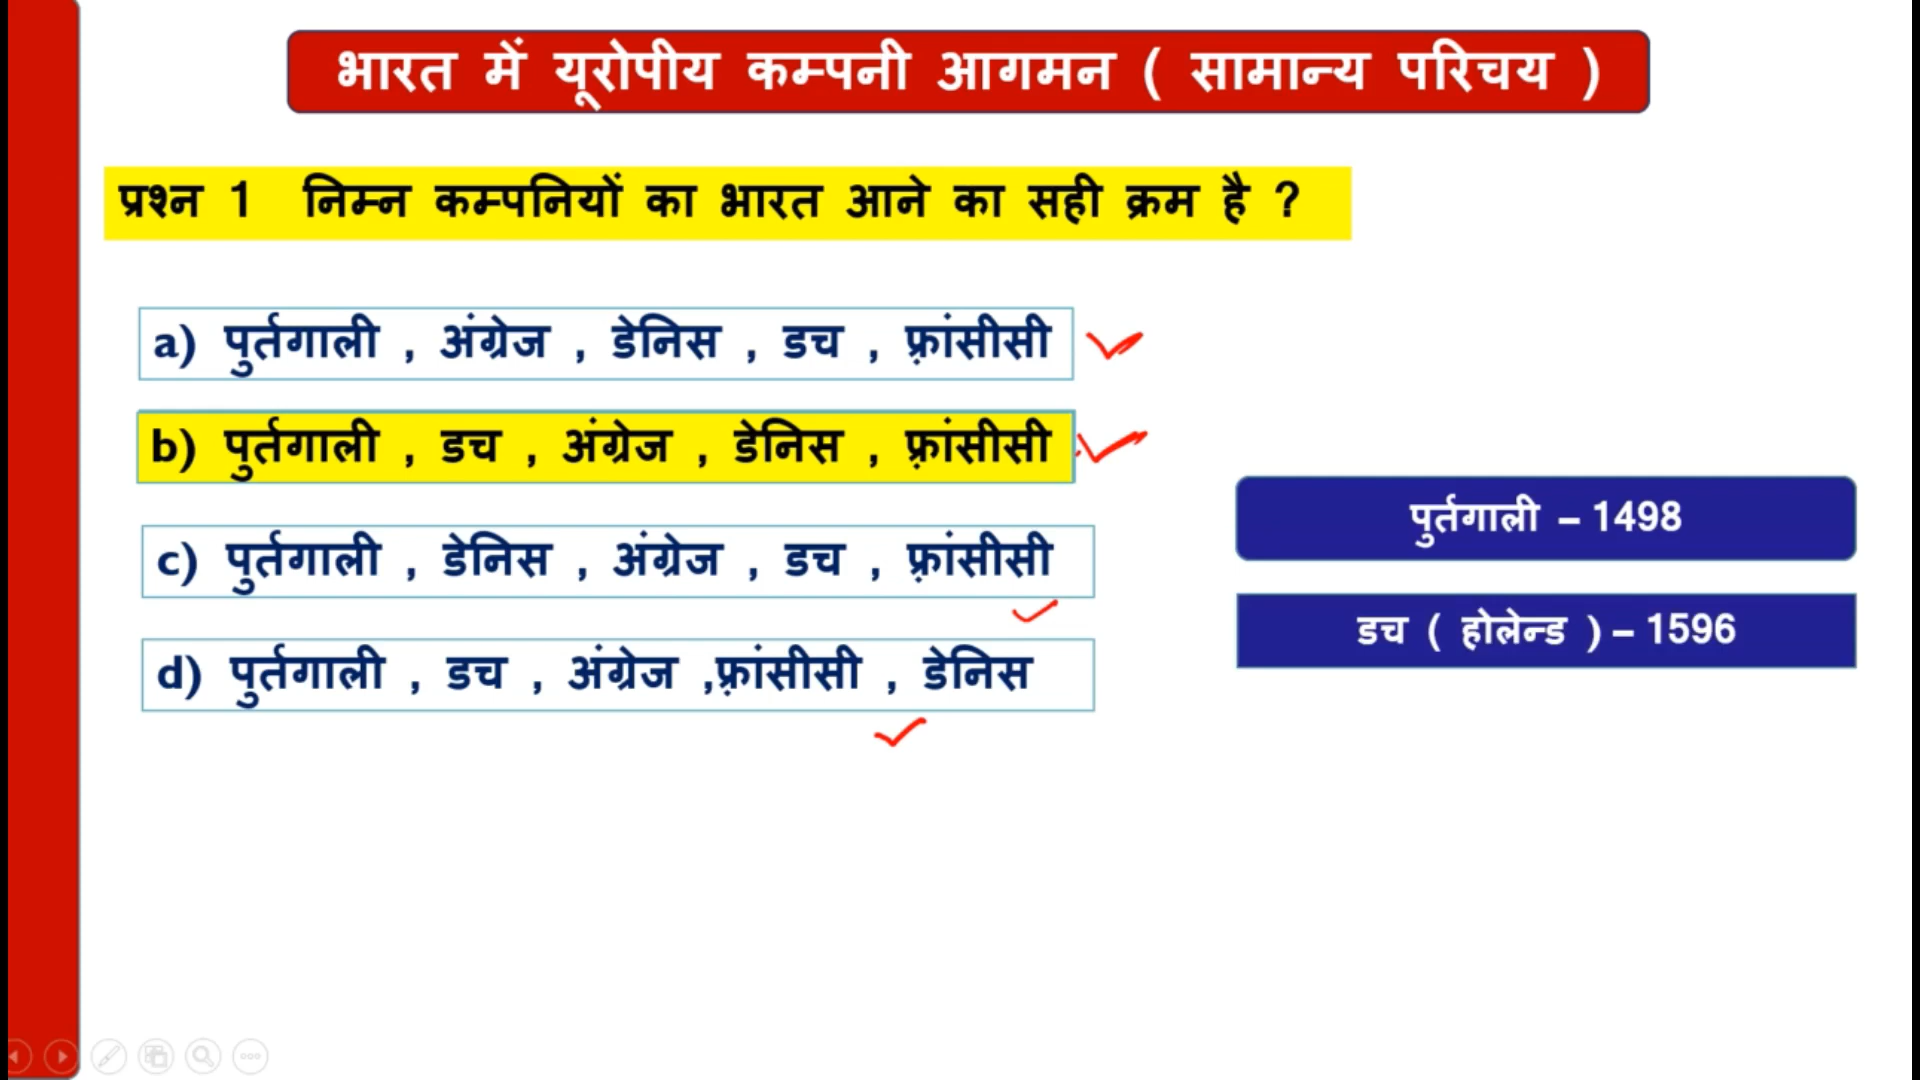 भारत में यूरोपीय कम्पनी आगमन ( सामान्य परिचय )
प्रश्न 1 निम्न कम्पनियों का भारत आने का सही क्रम है ?
a) पुर्तगाली , अंग्रेज , डेनिस , डच , फ़्रांसीसी
b) पुर्तगाली , डच , अंग्रेज , डेनिस , फ़्रांसीसी
c) पुर्तगाली , डेनिस , अंग्रेज , डच , फ़्रांसीसी
d) पुर्तगाली , डच , अंग्रेज ,फ़्रांसीसी , डेनिस
पुर्तगाली – 1498
डच ( होलेन्ड ) – 1596